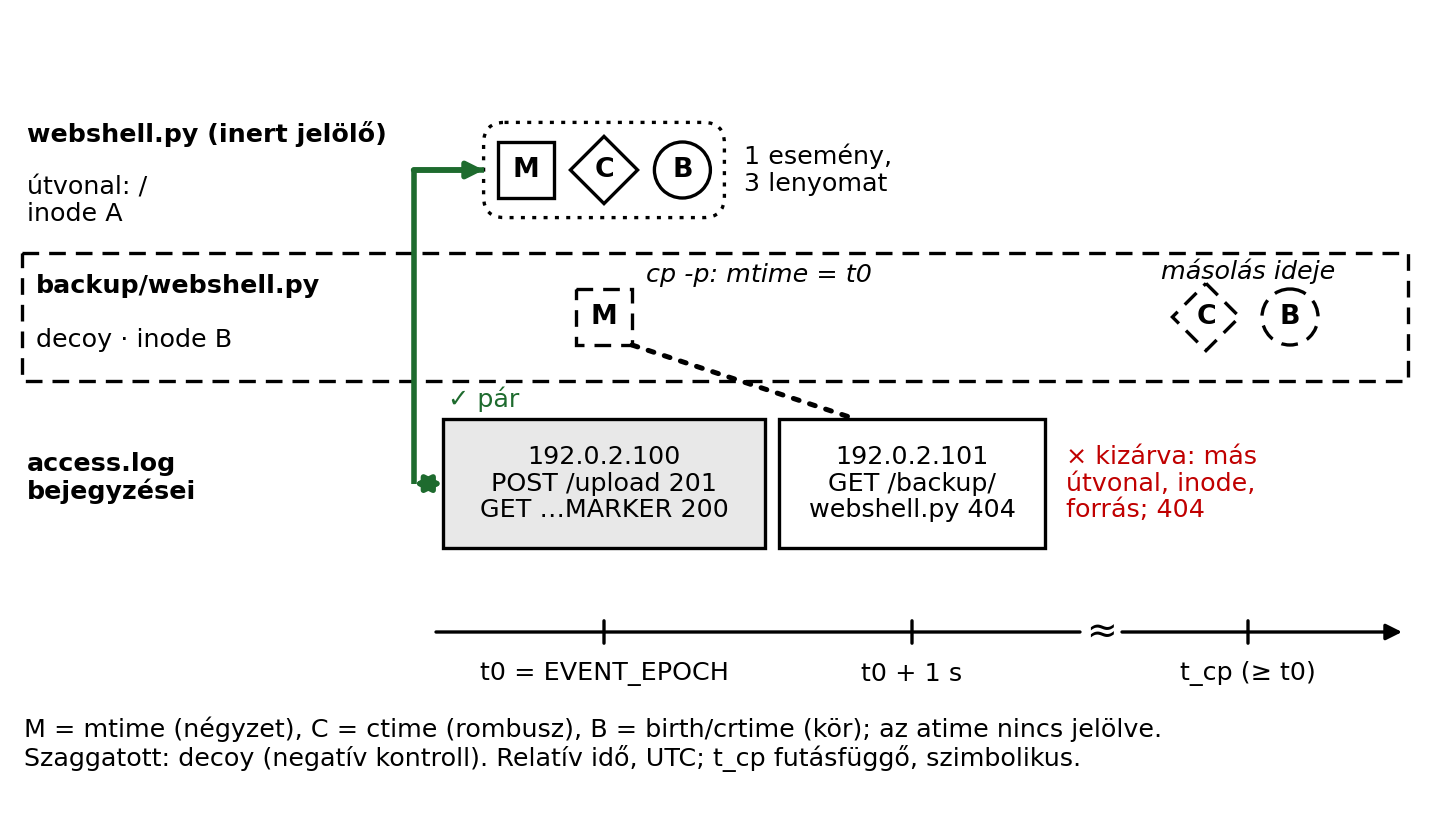 webshell.py (inert jelölő)
útvonal: /
inode A
M
C
B
1 esemény,
3 lenyomat
backup/webshell.py
decoy · inode B
cp -p: mtime = t0
M
másolás ideje
C
B
✓ pár
access.log
bejegyzései
192.0.2.100
POST /upload 201
GET …MARKER 200
192.0.2.101
GET /backup/
webshell.py 404
× kizárva: más
útvonal, inode,
forrás; 404
≈
t0 = EVENT_EPOCH
t0 + 1 s
t_cp (≥ t0)
M = mtime (négyzet), C = ctime (rombusz), B = birth/crtime (kör); az atime nincs jelölve.
Szaggatott: decoy (negatív kontroll). Relatív idő, UTC; t_cp futásfüggő, szimbolikus.